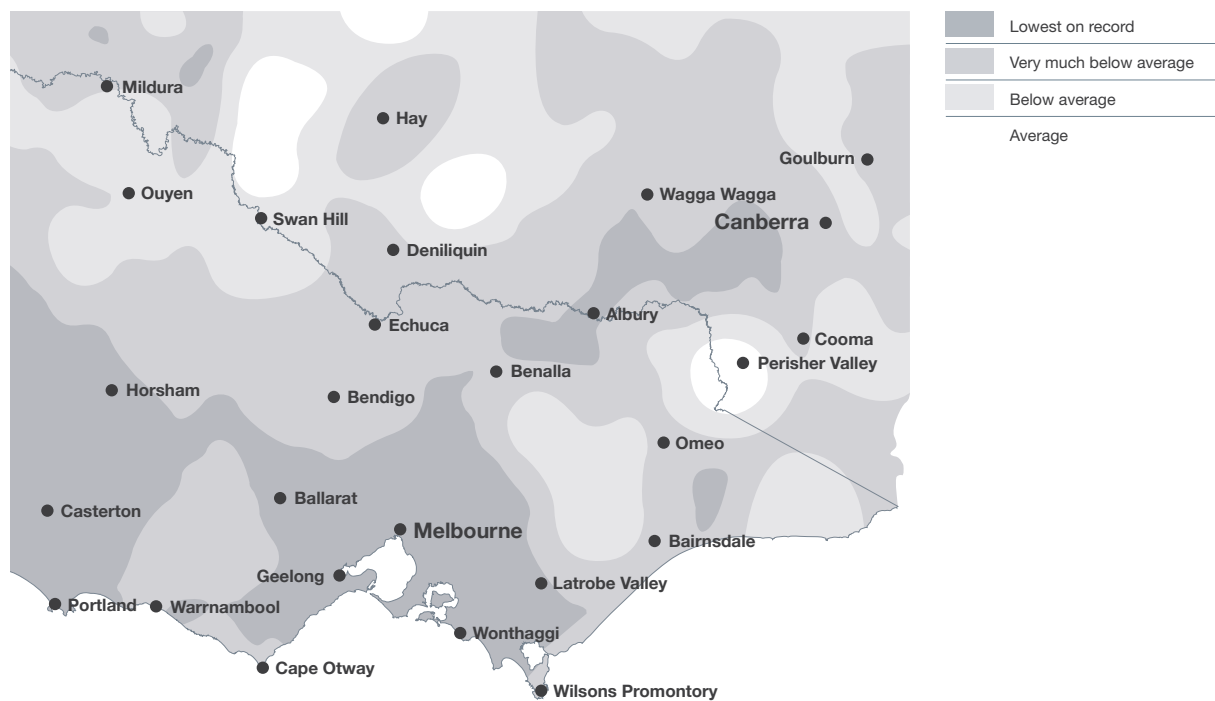 Lowest on record
Very much below average
Below average
Average
Mildura
Hay
Goulburn
Ouyen
Wagga Wagga
Swan Hill
Canberra
Deniliquin
Albury
Echuca
Cooma
Perisher Valley
Benalla
Horsham
Bendigo
Omeo
Ballarat
Casterton
Melbourne
Bairnsdale
Geelong
Latrobe Valley
Portland
Warrnambool
Wonthaggi
Cape Otway
Wilsons Promontory